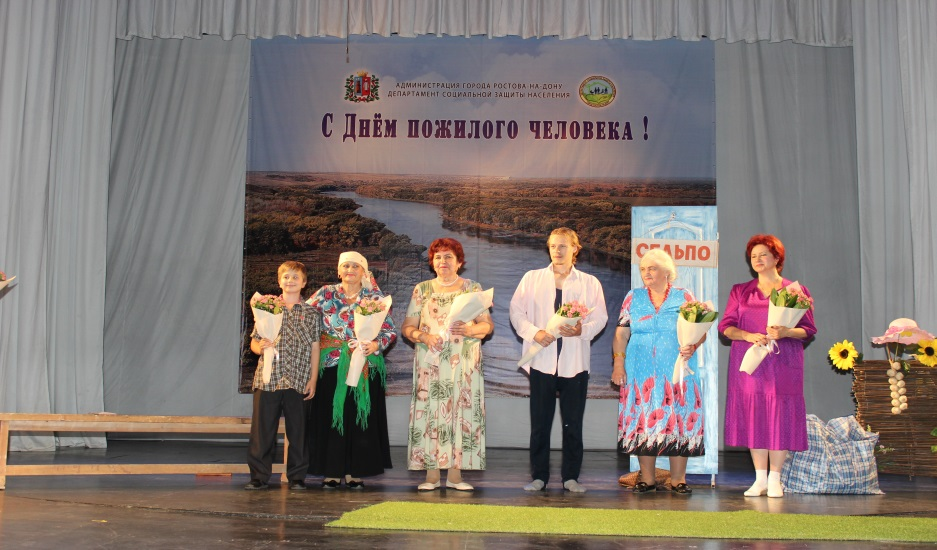 АДМИНИСТРАЦИЯ ГОРОДА РОСТОВА-НА-ДОНУ
ДЕПАРТАМЕНТ СОЦИАЛЬНОЙ ЗАЩИТЫ НАСЕЛЕНИЯ
С Днём пожилого человека !
СЕЛЬПО